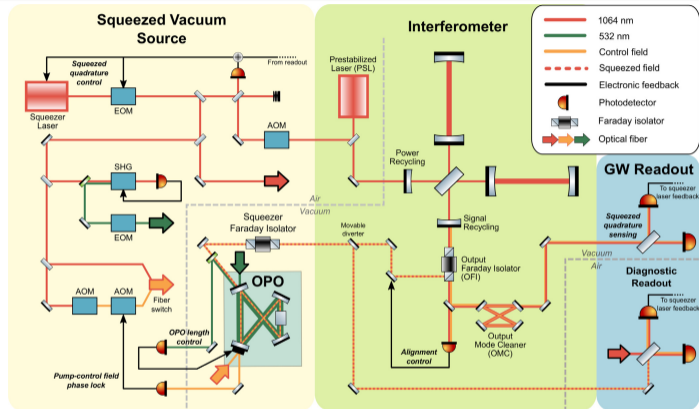 Squeezed Vacuum
Source
Interferometer
1064 nm
532 nm
Control field
Squeezed field
Electronic feedback
Photodetector
Faraday isolator
Optical fiber
Squeezed
quadrature
control
From readout
Prestabilized
Laser (PSL)
Squeezer
Laser
EOM
AOM
Power
Recycling
SHG
EOM
Air
Vacuum
Squeezer
Faraday Isolator
Movable
diverter
Signal
Recycling
Output
Faraday Isolator
(OFI)
GW Readout
To squeezer
laser feedback
Squeezed
quadrature
sensing
Vacuum
Air
Diagnostic
Readout
To squeezer
laser feedback
AOM
AOM
Fiber
switch
OPO
OPO length
control
Pump-control field
phase lock
Alignment
control
Output
Mode Cleaner
(OMC)